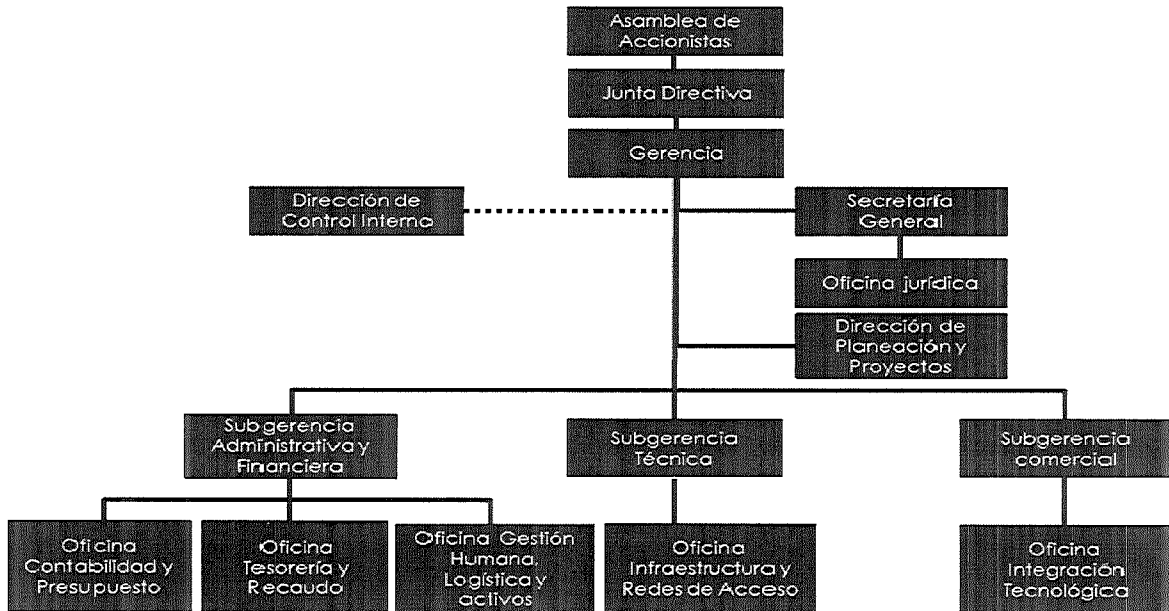 Asamblea de
Accionistas
Junta Directiva
Gerencia
Dirección de
Control Interna
Secretaría
General
Oficina jurídica
Dirección de
Planeación y
Proyectos
Subgerencia
Administrativa y
Financiera
Subgerencia
Técnica
Subgerencia
comercial
Oficina
Contabilidad y
Presupuesto
Oficina
Tesorería y
Recaudo
Oficina Gestión
Humana,
Logística y
activos
Oficina
Infraestructura y
Redes de Acceso
Oficina
Integración
Tecnológica